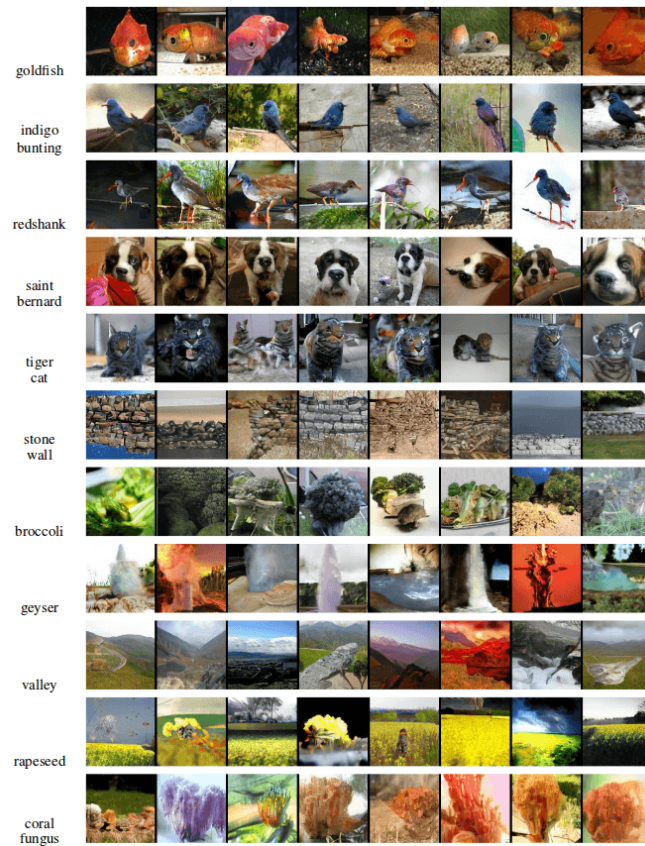 goldfish
indigo
bunting
redshank
saint
bernard
tiger
cat
stone
wall
broccoli
geyser
valley
rapeseed
coral
fungus